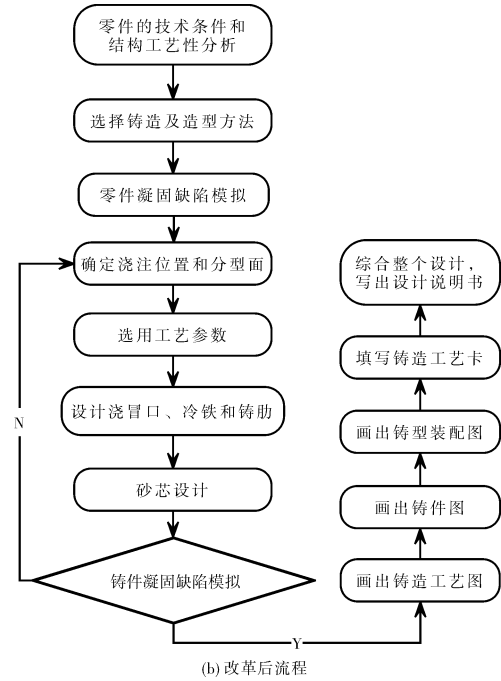 零件的技术条件和
结构工艺性分析
选择铸造及造型方法
零件凝固缺陷模拟
确定浇注位置和分型面
选用工艺参数
设计浇冒口、冷铁和铸肋
砂芯设计
铸件凝固缺陷模拟
N
Y
画出铸造工艺图
画出铸件图
画出铸型装配图
填写铸造工艺卡
综合整个设计，
写出设计说明书
(b) 改革后流程